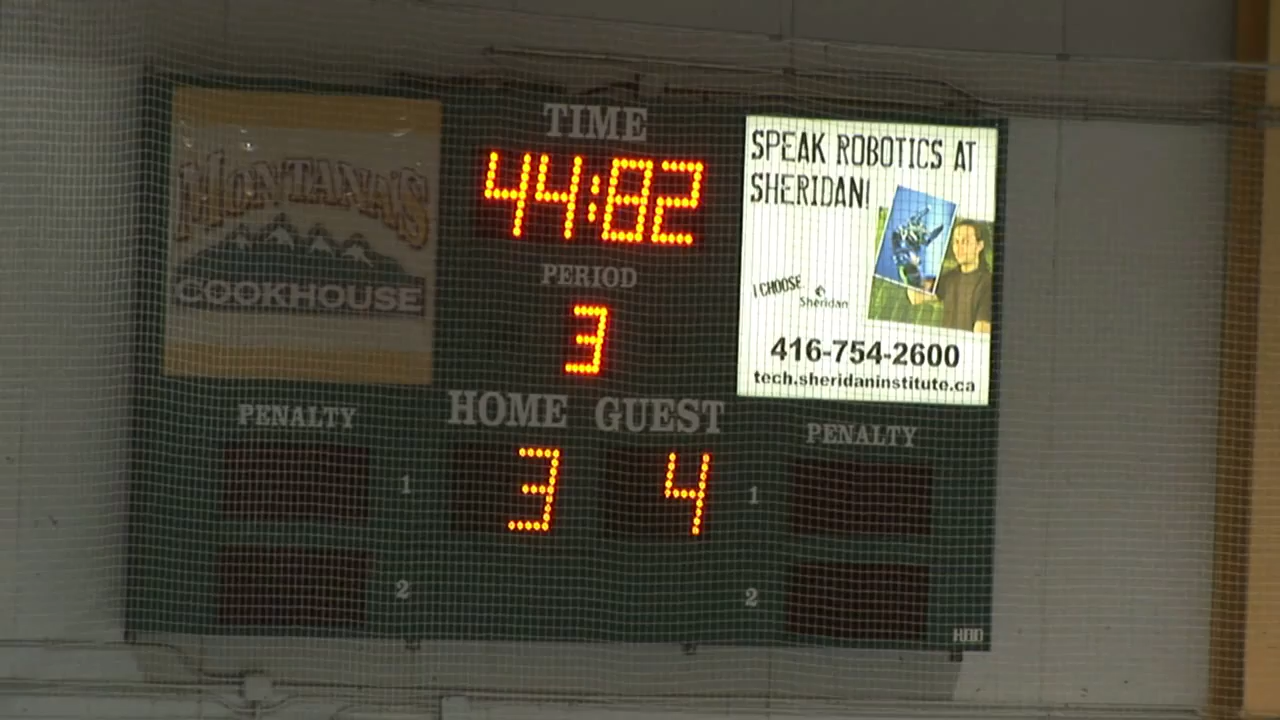 MONTANA'S
COOKHOUSE
TIME
44:82
PERIOD
3
SPEAK ROBOTICS AT
SHERIDAN!
I CHOOSE
Sheridan
416-754-2600
tech.sheridaninstitute.ca
HOME GUEST
3 4
PENALTY
1
2
PENALTY
1
2